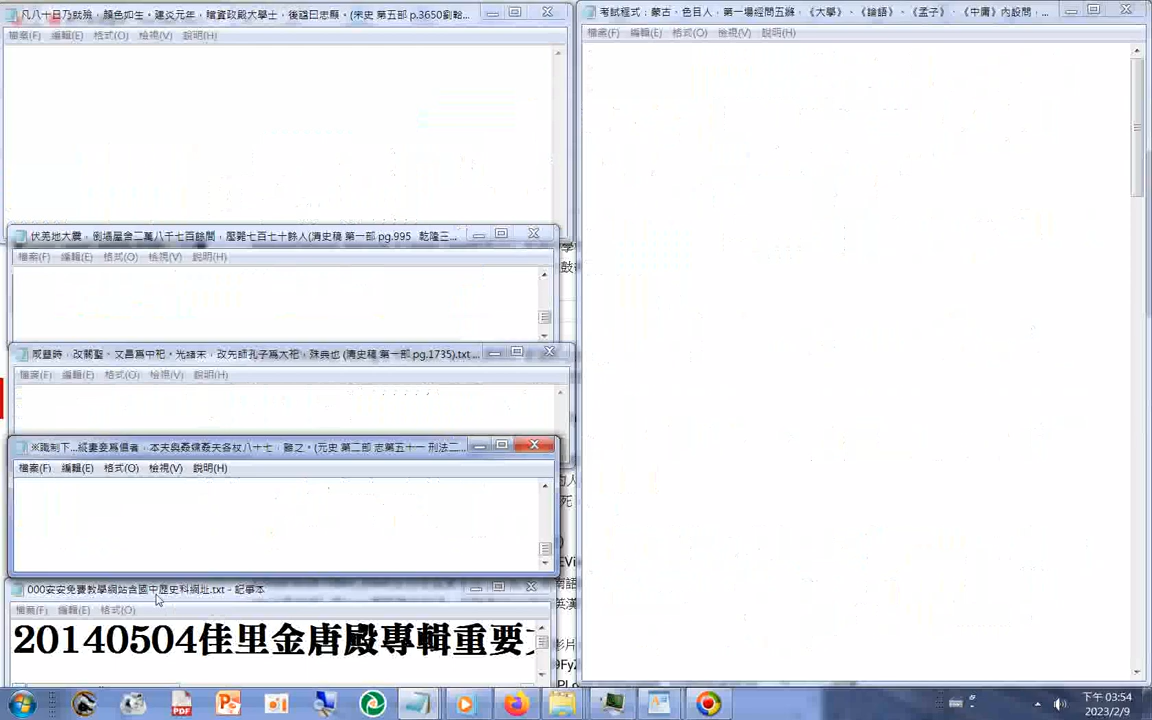 凡八十日乃就殮，顏色如生。建炎元年，贈資政殿大學士，後諡曰忠顯。(宋史 第五部 p.3650劉韐...
檔案(F) 編輯(E) 格式(O) 檢視(V) 說明(H)
伏羌地大震，倒塌房舍二萬八千七百餘間，壓斃七百七十餘人(清史稿 第一部 pg.995 乾隆三...
檔案(F) 編輯(E) 格式(O) 檢視(V) 說明(H)
咸豐時，改關聖、文昌為中祀。光緒末，改先師孔子為大祀，殊典也 (清史稿 第一部 pg.1735).txt ...
檔案(F) 編輯(E) 格式(O) 檢視(V) 說明(H)
※職制下...縱妻妾為倡者，本夫與姦婦姦夫各杖八十七，離之。(元史 第二部 志第五十一 刑法二...
檔案(F) 編輯(E) 格式(O) 檢視(V) 說明(H)
000安安免費教學網站含國中歷史科網址.txt - 記事本
檔案(F) 編輯(E) 格式(O)
20140504佳里金唐殿專輯重要
考試程式：蒙古、色目人，第一場經問五條，《大學》、《論語》、《孟子》、《中庸》內設問，...
檔案(F) 編輯(E) 格式(O) 檢視(V) 說明(H)
下午 03:54
2023/2/9